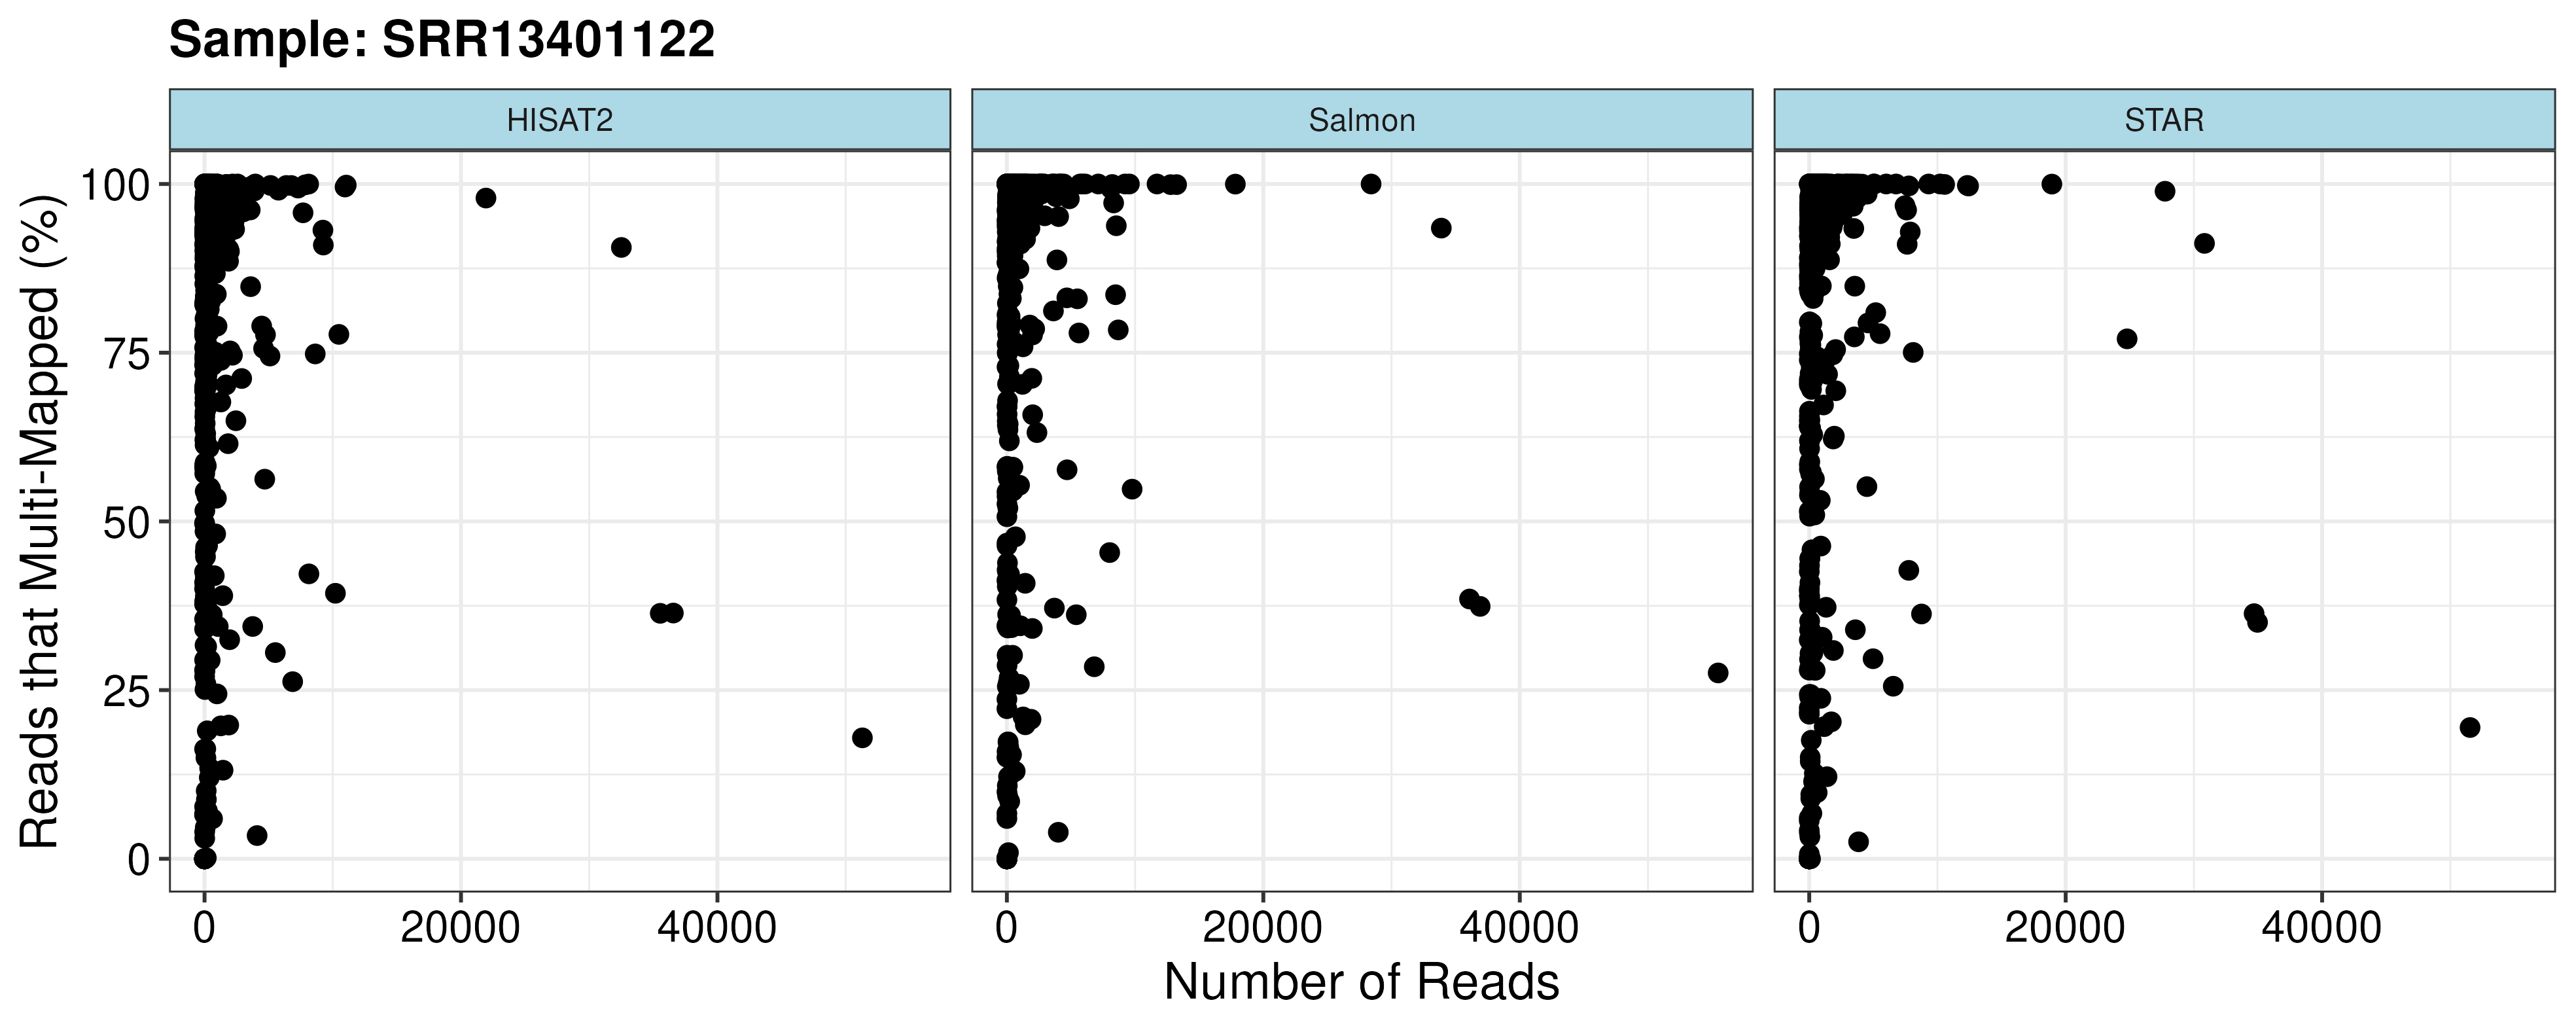 Sample: SRR13401122
HISAT2
Salmon
STAR
Reads that Multi-Mapped (%)
100
75
50
25
0
0 20000 40000
0 20000 40000
0 20000 40000
Number of Reads